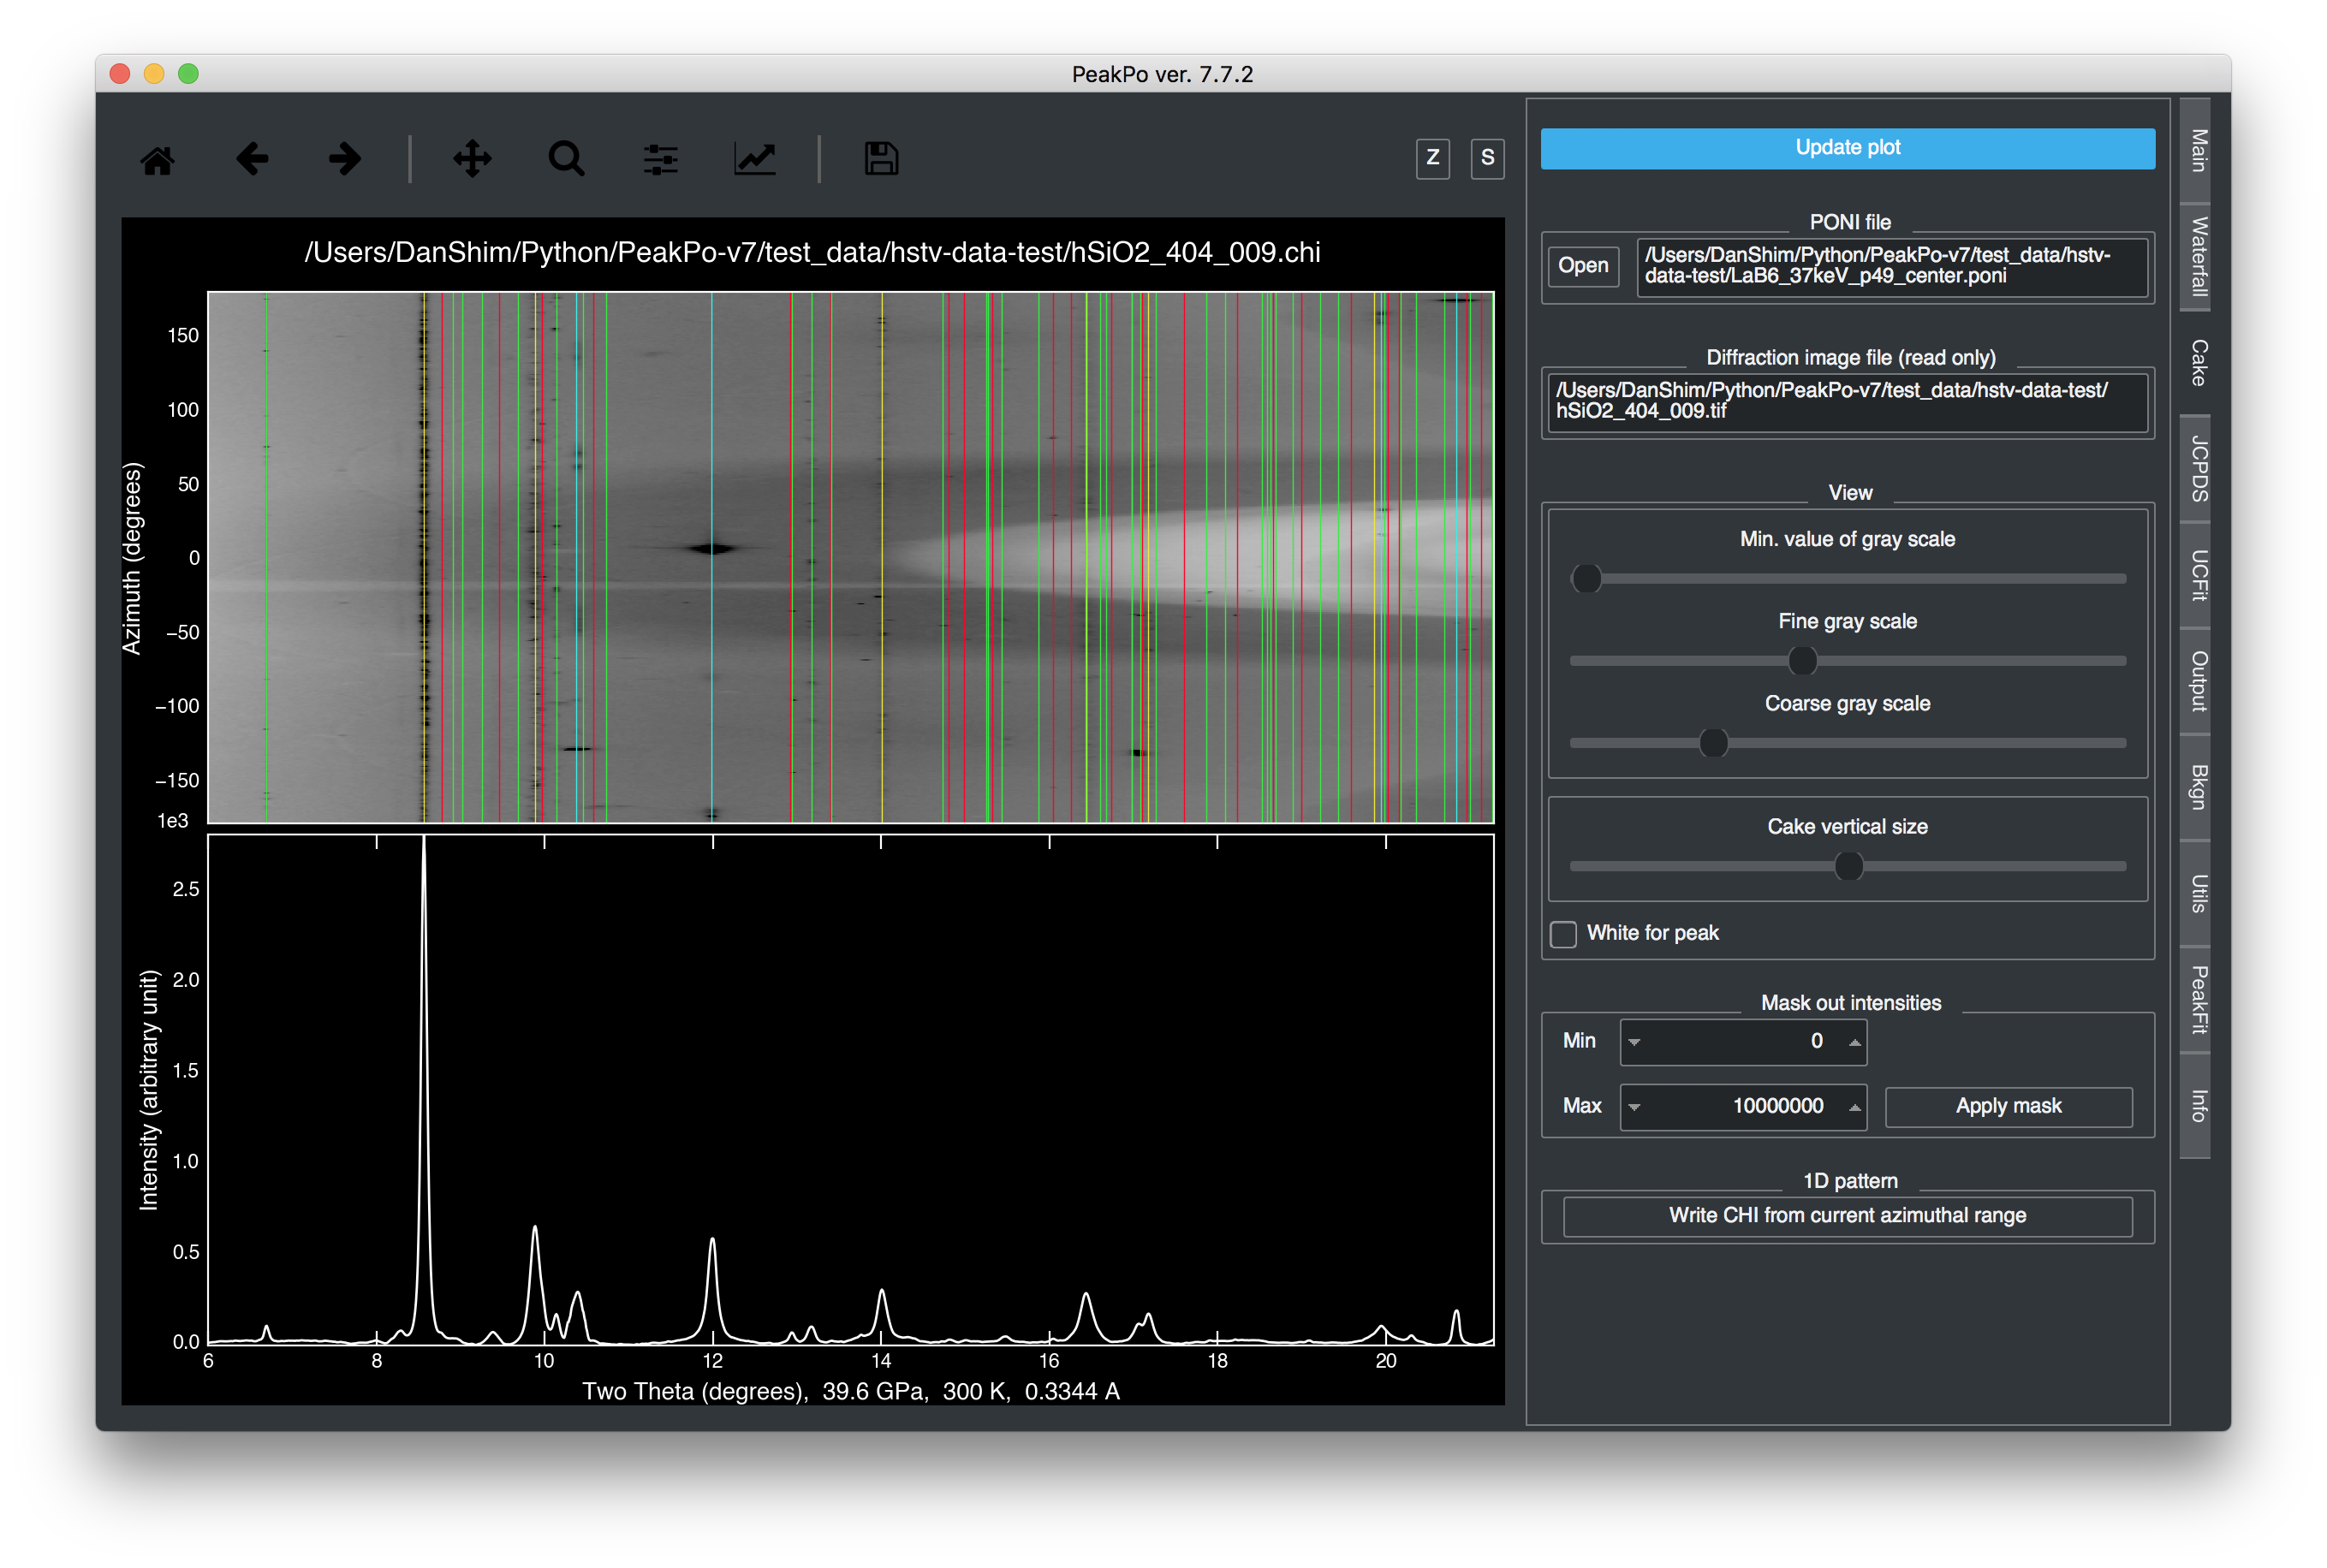 PeakPo ver. 7.7.2
Z
S
/Users/DanShim/Python/PeakPo-v7/test_data/hstv-data-test/hSiO2_404_009.chi
150
100
50
0
−50
−100
−150
Azimuth (degrees)
1e3
2.5
2.0
1.5
1.0
0.5
0.0
Intensity (arbitrary unit)
6
8
10
12
14
16
18
20
Two Theta (degrees), 39.6 GPa, 300 K, 0.3344 A
Update plot
PONI file
Open
/Users/DanShim/Python/PeakPo-v7/test_data/hstv-
data-test/LaB6_37keV_p49_center.poni
Diffraction image file (read only)
/Users/DanShim/Python/PeakPo-v7/test_data/hstv-data-test/
hSiO2_404_009.tif
View
Min. value of gray scale
Fine gray scale
Coarse gray scale
Cake vertical size
White for peak
Mask out intensities
Min
0
Max
10000000
Apply mask
1D pattern
Write CHI from current azimuthal range
Main
Waterfall
Cake
JCPDS
UCFit
Output
Bkgn
Utils
PeakFit
Info